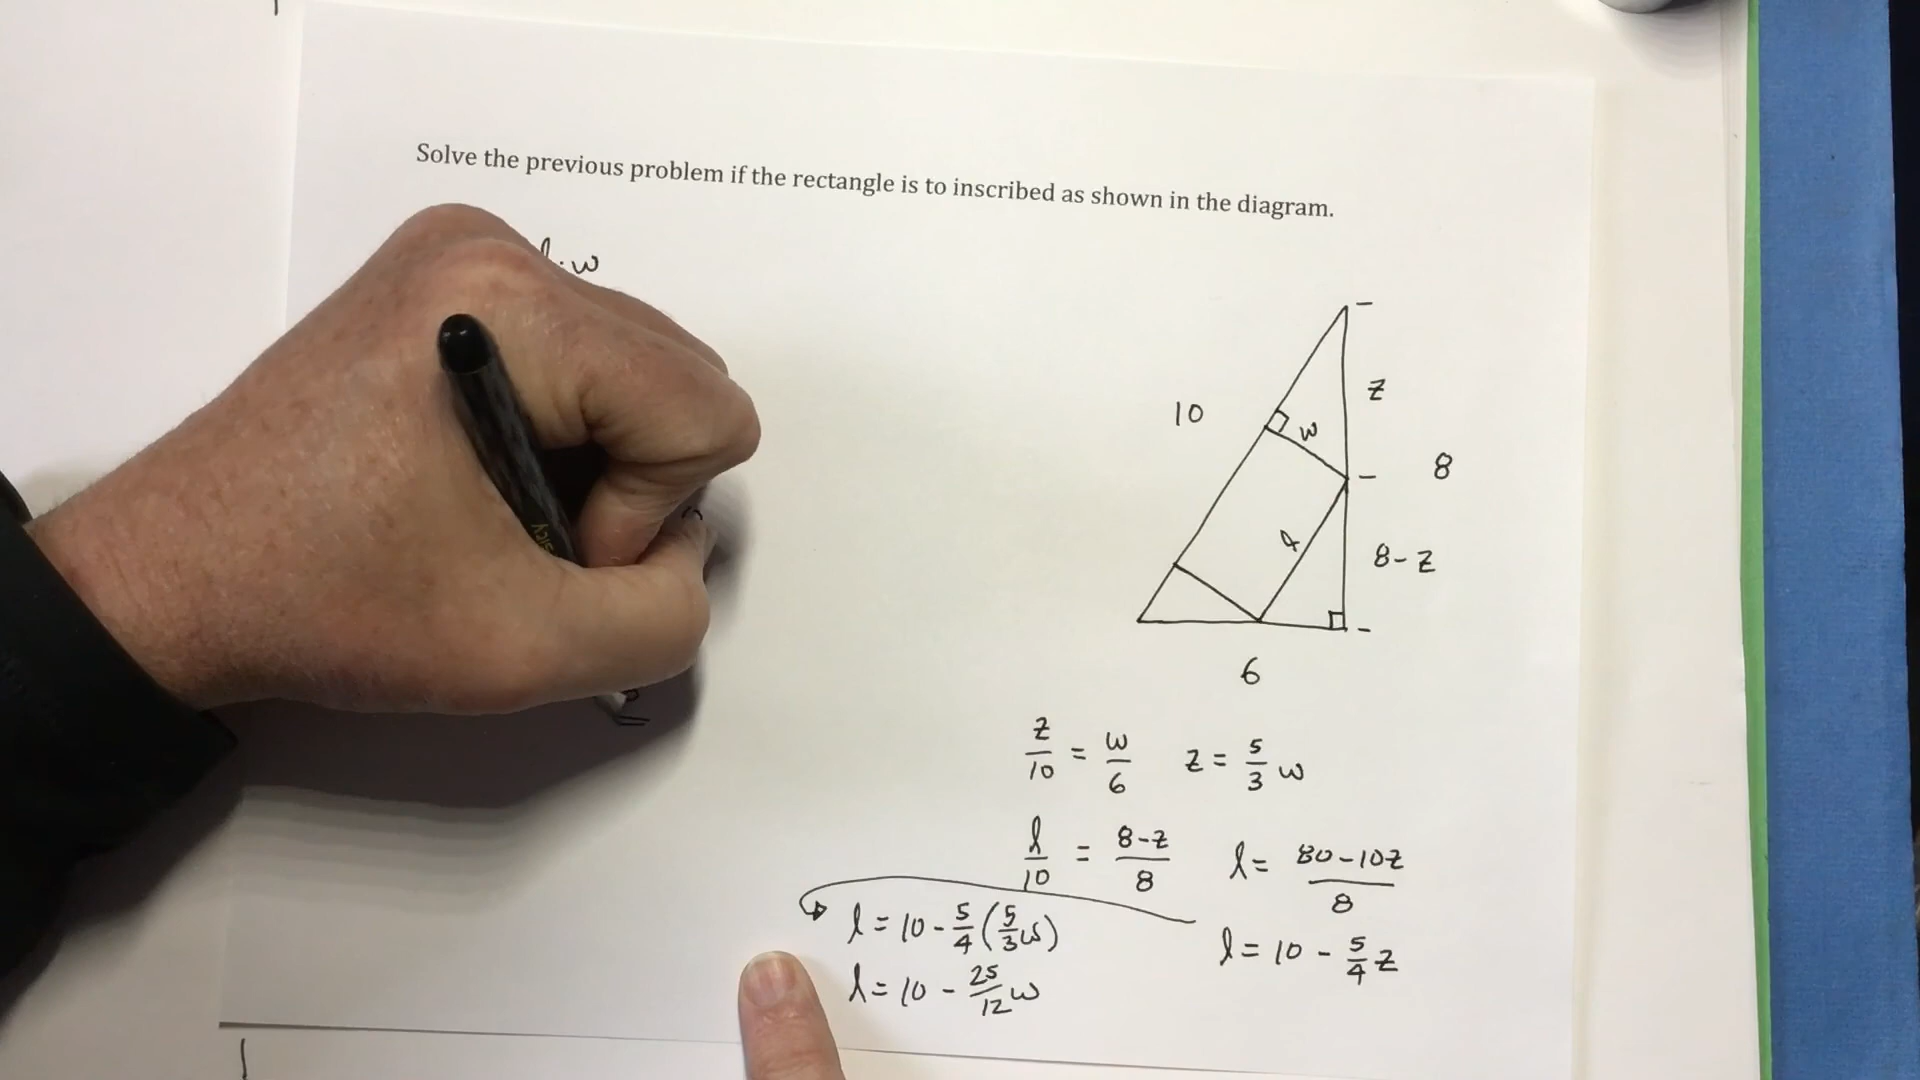 Solve the previous problem if the rectangle is to inscribed as shown in the diagram.
l·w
10
w
z
8
l
8-z
6
z/10 = w/6 z = 5/3 w
l/10 = (8-z)/8 l = (80-10z)/8
l = 10 - 5/4 (5/3 w) l = 10 - 5/4 z
l = 10 - 25/12 w